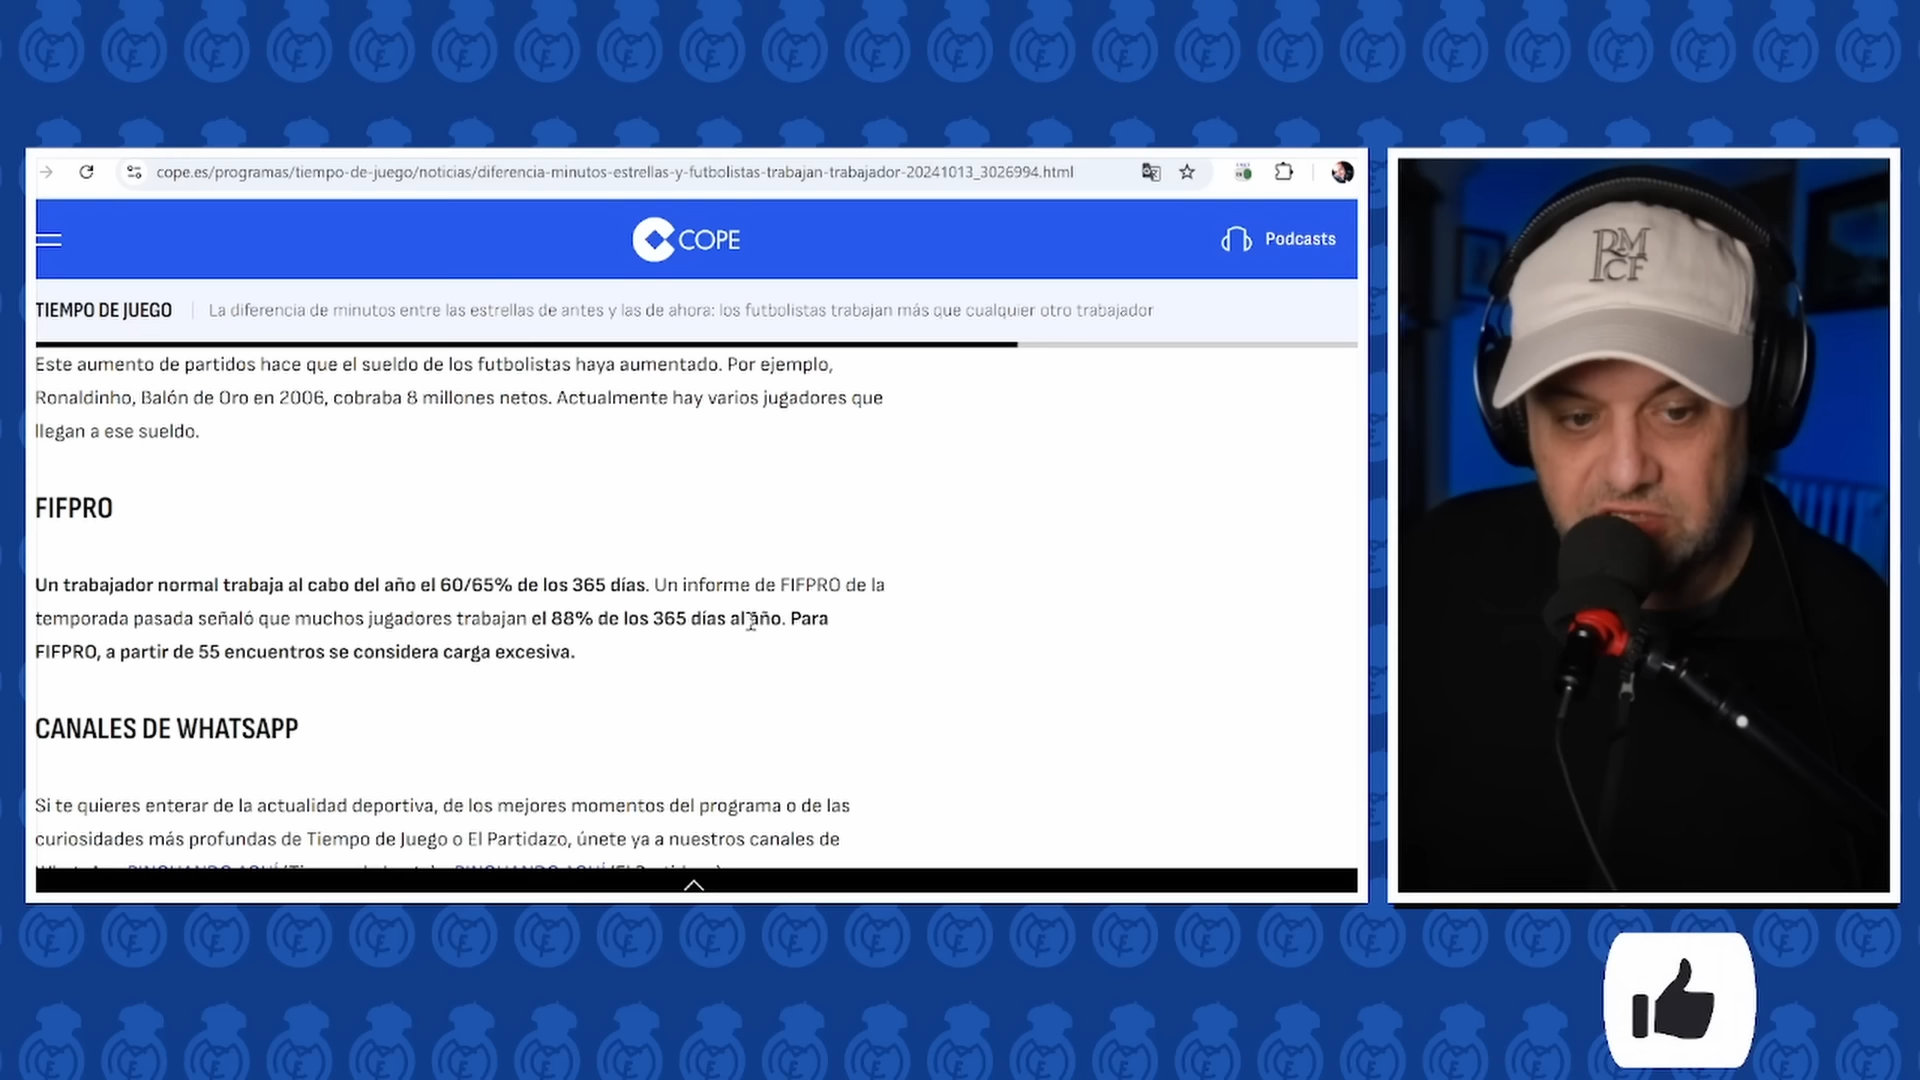 cope.es/programas/tiempo-de-juego/noticias/diferencia-minutos-estrellas-y-futbolistas-trabajan-trabajador-20241013_3026994.html
COPE
Podcasts
TIEMPO DE JUEGO
La diferencia de minutos entre las estrellas de antes y las de ahora: los futbolistas trabajan más que cualquier otro trabajador
Este aumento de partidos hace que el sueldo de los futbolistas haya aumentado. Por ejemplo,
Ronaldinho, Balón de Oro en 2006, cobraba 8 millones netos. Actualmente hay varios jugadores que
llegan a ese sueldo.
FIFPRO
Un trabajador normal trabaja al cabo del año el 60/65% de los 365 días. Un informe de FIFPRO de la
temporada pasada señaló que muchos jugadores trabajan el 88% de los 365 días al año. Para
FIFPRO, a partir de 55 encuentros se considera carga excesiva.
CANALES DE WHATSAPP
Si te quieres enterar de la actualidad deportiva, de los mejores momentos del programa o de las
curiosidades más profundas de Tiempo de Juego o El Partidazo, únete ya a nuestros canales de
RMCF